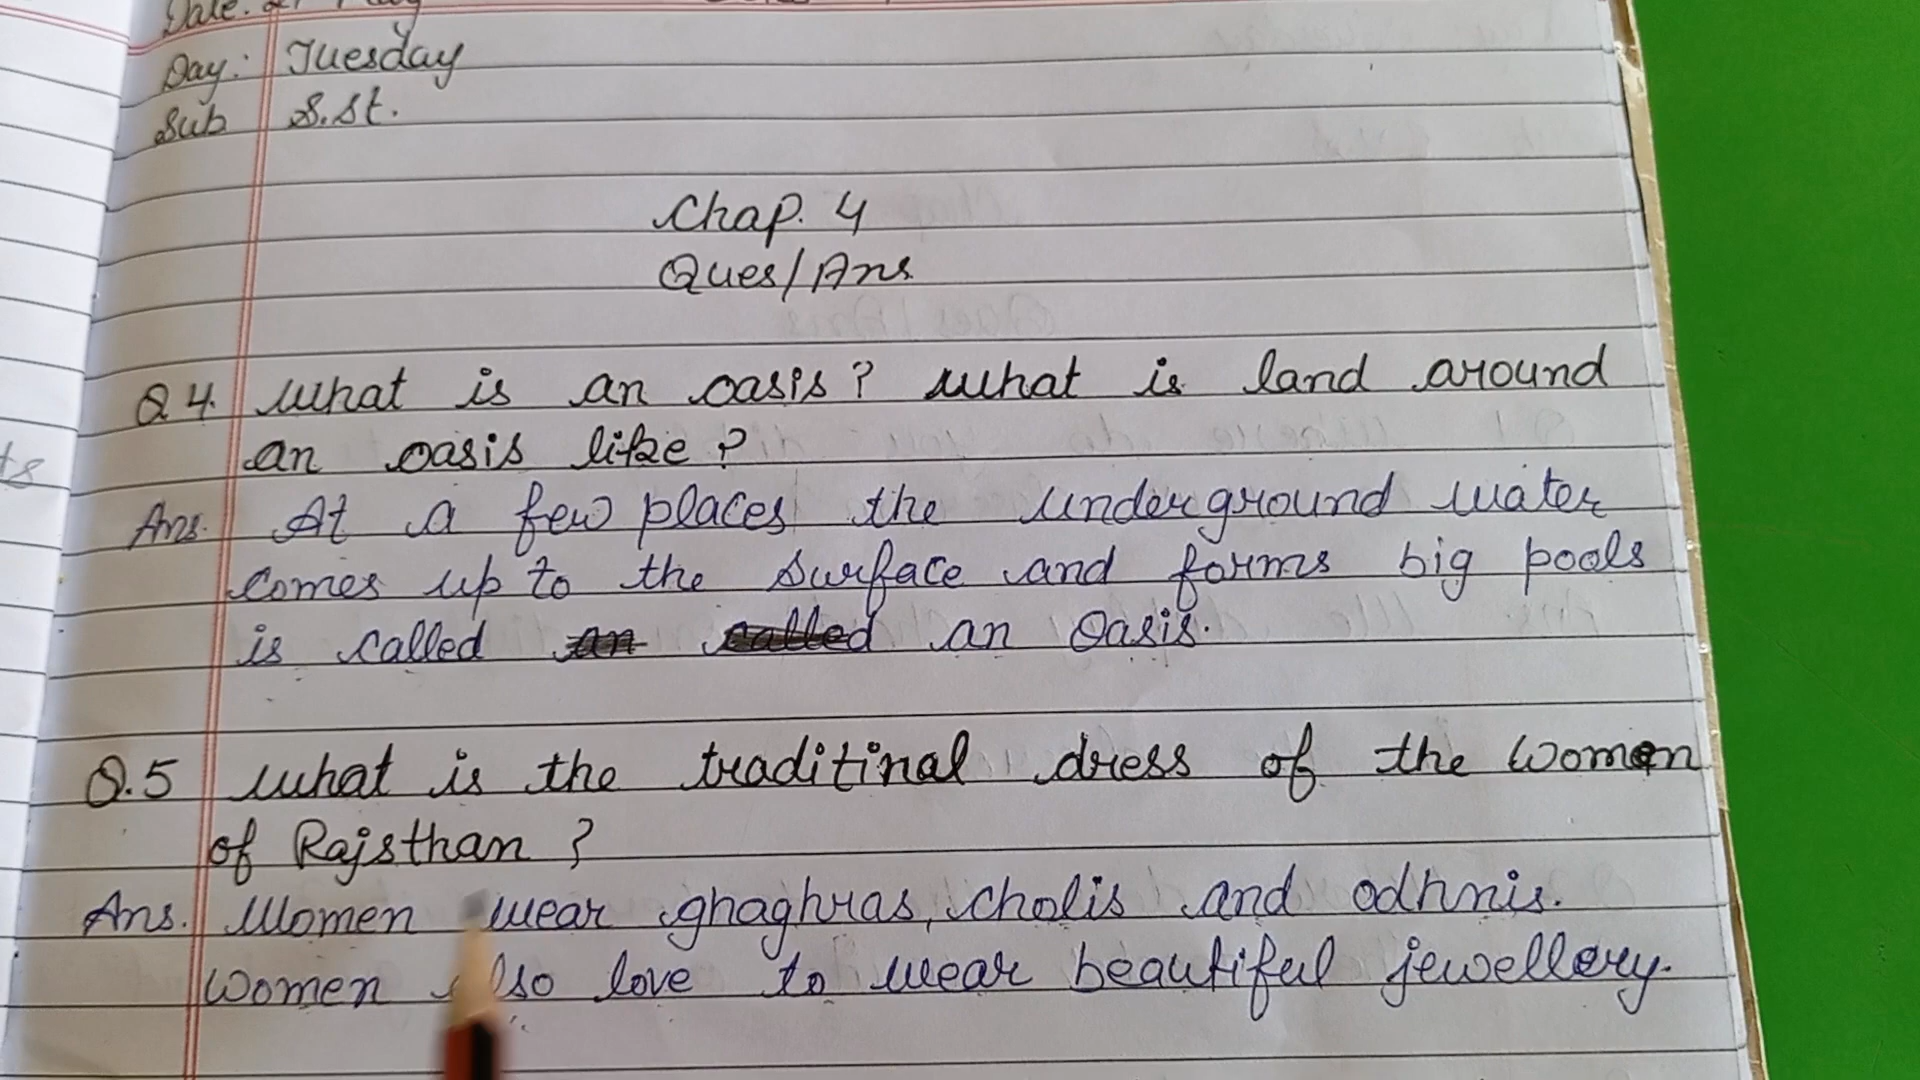 Date.
Day: Tuesday
Sub S.St.
Chap. 4
Ques/Ans
Q 4. What is an oasis? What is land around
an oasis like?
Ans. At a few places the underground water
comes up to the surface and forms big pools
is called an called an Oasis.
Q.5 What is the traditinal dress of the women
of Rajsthan ?
Ans. Women wear ghaghras, cholis and odhnis.
Women also love to wear beautiful jewellery.